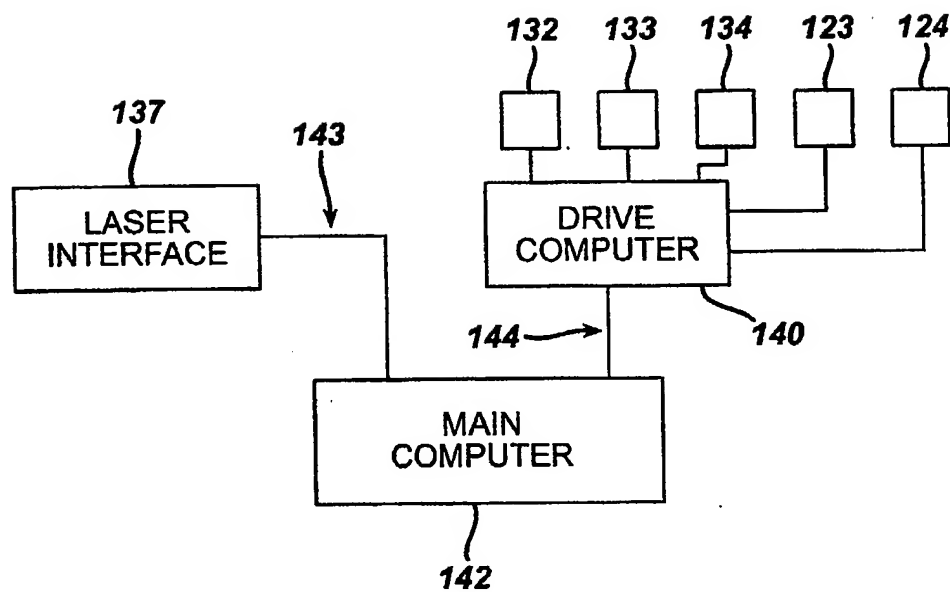 132 133 134 123 124
137
143
LASER
INTERFACE
DRIVE
COMPUTER
144
140
MAIN
COMPUTER
142